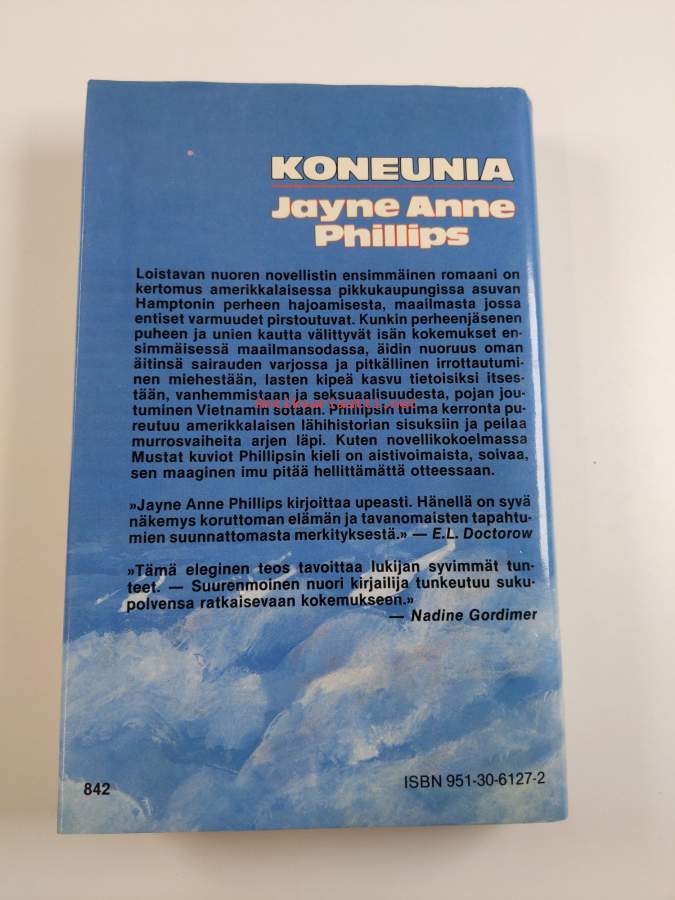 KONEUNIA
Jayne Anne
Phillips
Loistavan nuoren novellistin ensimmäinen romaani on
kertomus amerikkalaisessa pikkukaupungissa asuvan
Hamptonin perheen hajoamisesta, maailmasta jossa
entiset varmuudet pirstoutuvat. Kunkin perheenjäsenen
puheen ja unien kautta välittyvät isän kokemukset en-
simmäisessä maailmansodassa, äidin nuoruus oman
äitinsä sairauden varjossa ja pitkällinen irrottautumi-
nen miehestään, lasten kipeä kasvu tietoisiksi itses-
tään, vanhemmistaan ja seksuaalisuudesta, pojan jou-
tuminen Vietnamin sotaan. Phillipsin tulma kerronta pu-
reutuu amerikkalaisen lähihistorian sisuksiin ja peilaa
murrosvaiheita arjen läpi. Kuten novellikokoelmassa
Mustat kuviot Phillipsin kieli on aistivoimaista, soivaa,
sen maaginen imu pitää hellittämättä otteessaan.
»Jayne Anne Phillips kirjoittaa upeasti. Hänellä on syvä
näkemys koruttoman elämän ja tavanomaisten tapahtu-
mien suunnattomasta merkityksestä.» — E.L. Doctorow
»Tämä eleginen teos tavoittaa lukijan syvimmät tun-
teet. — Suurenmoinen nuori kirjailija tunkeutuu suku-
polvensa ratkaisevaan kokemukseen.»
— Nadine Gordimer
842
ISBN 951-30-6127-2